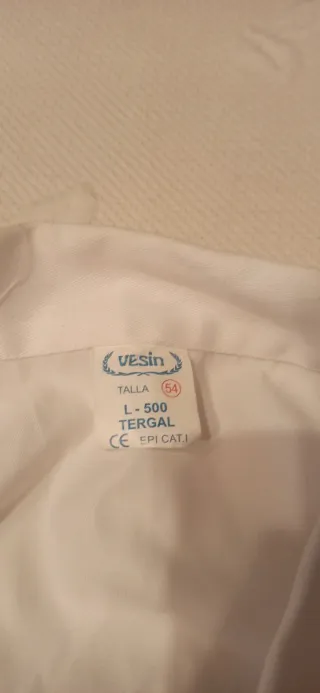 vesin
TALLA 54
L - 500
TERGAL
CE EPI CAT.I